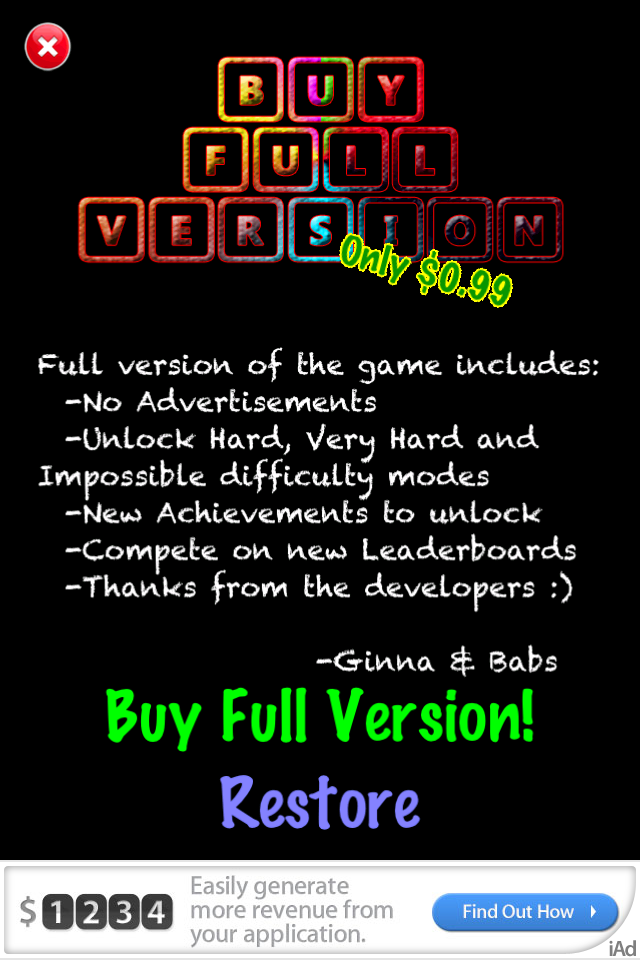 BUY
FULL
VERSION
Only $0.99
Full version of the game includes:
-No Advertisements
-Unlock Hard, Very Hard and
Impossible difficulty modes
-New Achievements to unlock
-Compete on new Leaderboards
-Thanks from the developers :)
-Ginna & Babs
Buy Full Version!
Restore
$1234
Easily generate
more revenue from
your application.
Find Out How
iAd